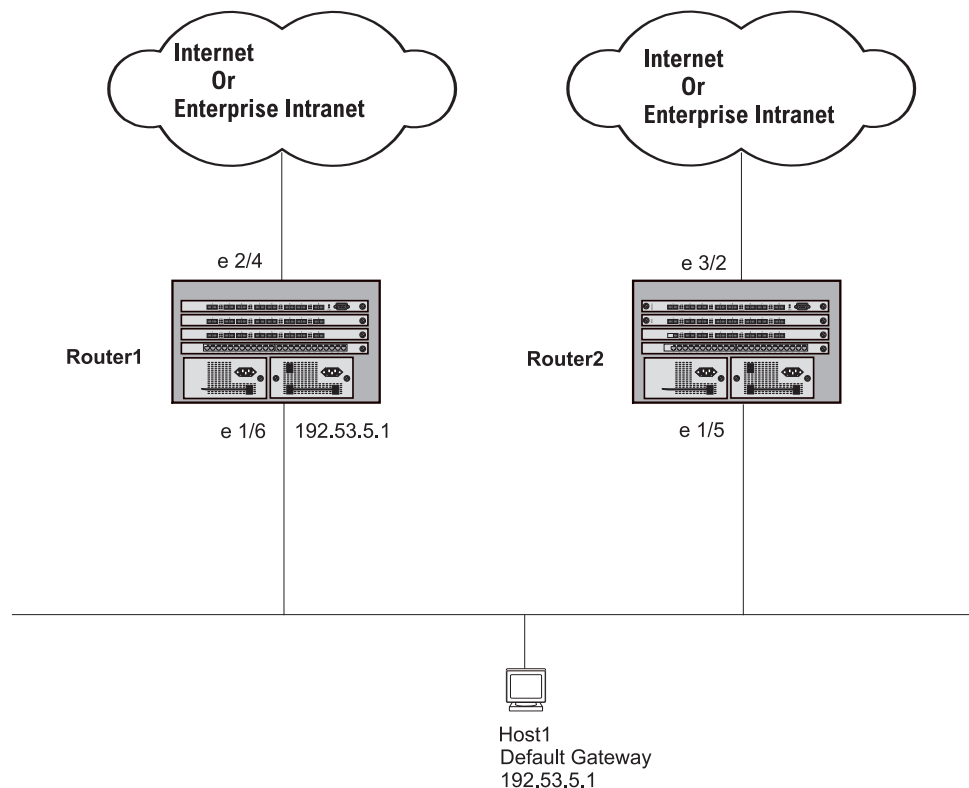 Internet
Or
Enterprise Intranet
Internet
Or
Enterprise Intranet
e 2/4
e 3/2
Router1
Router2
e 1/6
192.53.5.1
e 1/5
Host1
Default Gateway
192.53.5.1